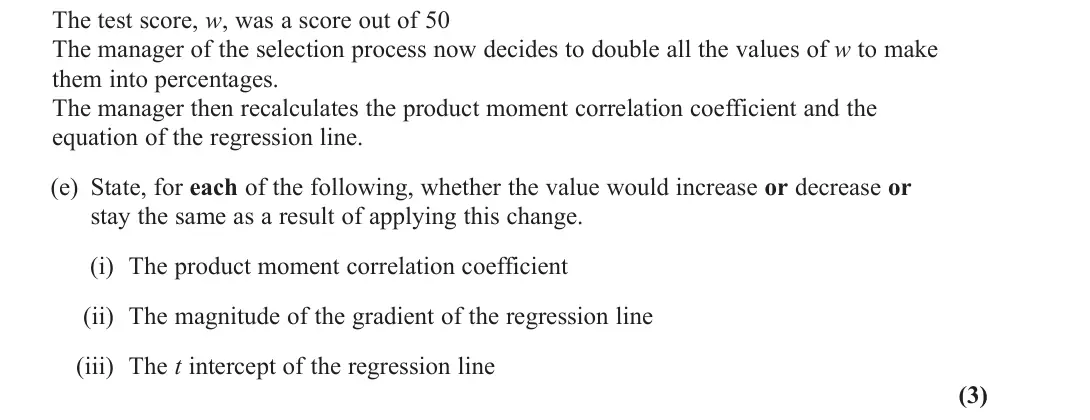 The test score, w, was a score out of 50
The manager of the selection process now decides to double all the values of w to make
them into percentages.
The manager then recalculates the product moment correlation coefficient and the
equation of the regression line.
(e) State, for each of the following, whether the value would increase or decrease or
stay the same as a result of applying this change.
(i) The product moment correlation coefficient
(ii) The magnitude of the gradient of the regression line
(iii) The t intercept of the regression line
(3)